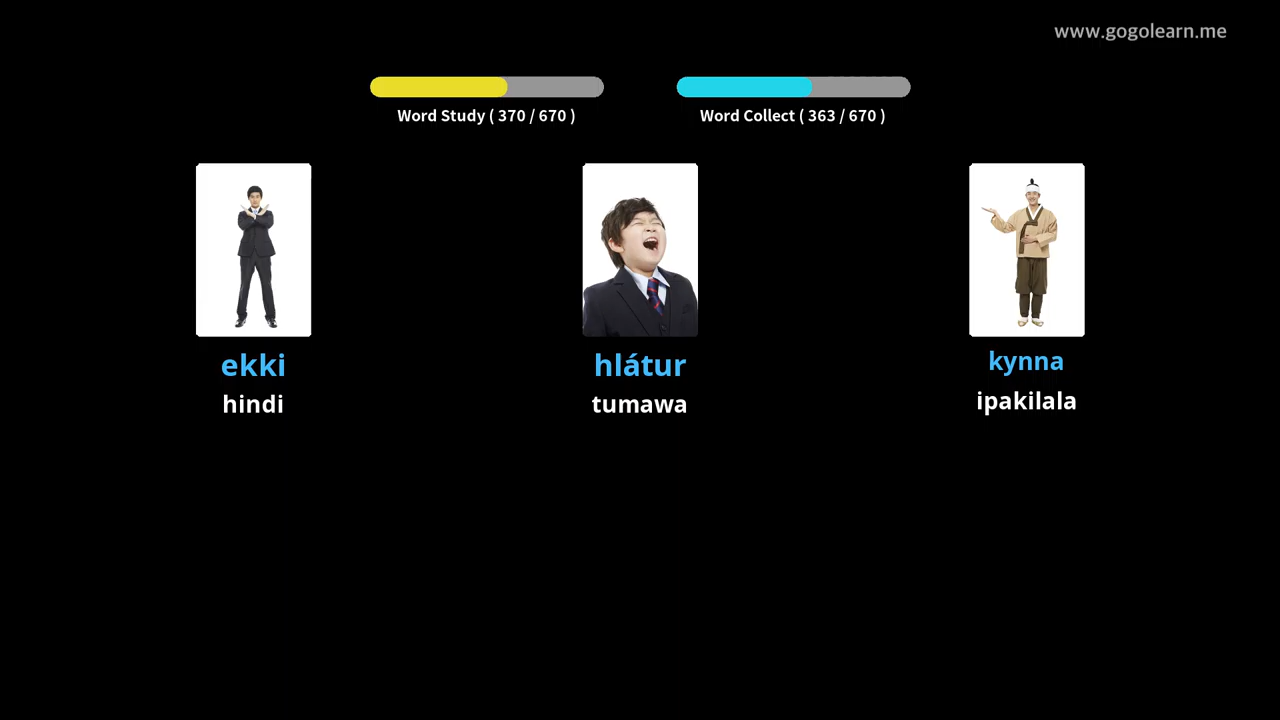 www.gogolearn.me
Word Study ( 370 / 670 )
Word Collect ( 363 / 670 )
ekki
hindi
hlátur
tumawa
kynna
ipakilala